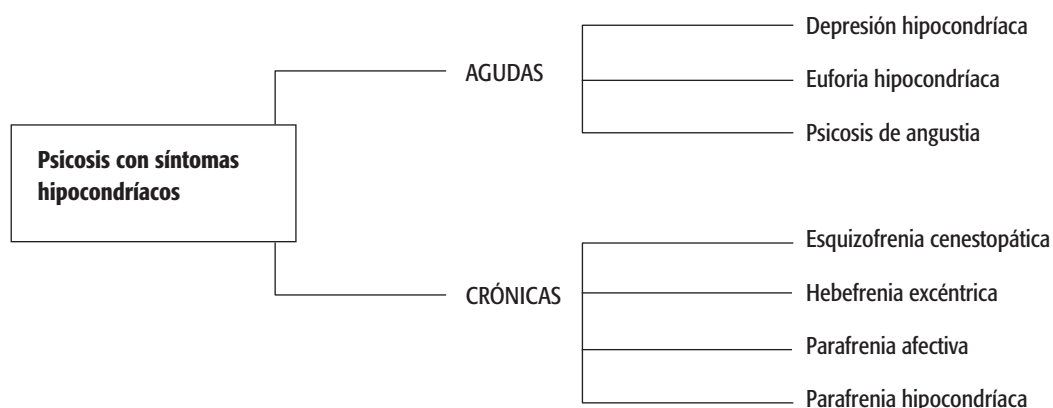 Psicosis con síntomas
hipocondríacos
AGUDAS
Depresión hipocondríaca
Euforia hipocondríaca
Psicosis de angustia
CRÓNICAS
Esquizofrenia cenestopática
Hebefrenia excéntrica
Parafrenia afectiva
Parafrenia hipocondríaca